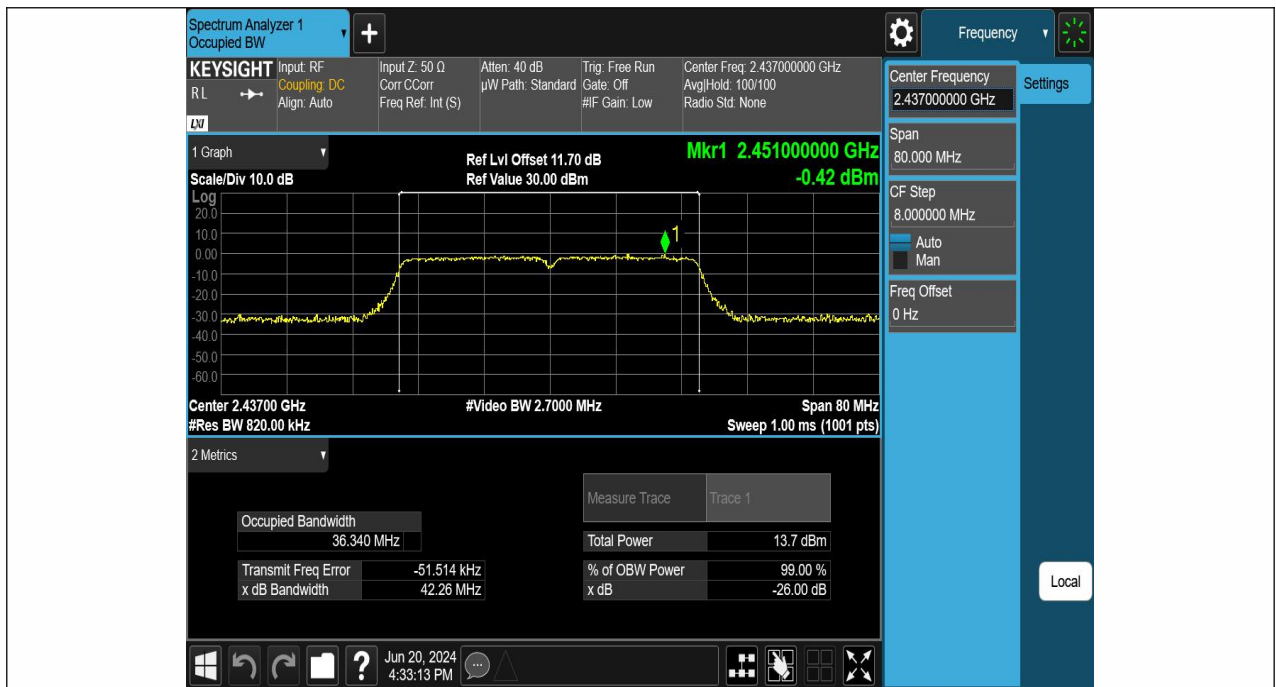 Spectrum Analyzer 1
Occupied BW
+
Frequency
KEYSIGHT
R L
LXI
Input: RF
Coupling: DC
Align: Auto
Input Z: 50 Ω
Corr CCorr
Freq Ref: Int (S)
Atten: 40 dB
µW Path: Standard
Trig: Free Run
Gate: Off
#IF Gain: Low
Center Freq: 2.437000000 GHz
Avg|Hold: 100/100
Radio Std: None
Center Frequency
2.437000000 GHz
Settings
Span
80.000 MHz
CF Step
8.000000 MHz
Auto
Man
Freq Offset
0 Hz
Local
1 Graph
Scale/Div 10.0 dB
Ref Lvl Offset 11.70 dB
Ref Value 30.00 dBm
Mkr1 2.451000000 GHz
-0.42 dBm
Log
20.0
10.0
0.00
-10.0
-20.0
-30.0
-40.0
-50.0
-60.0
1
Center 2.43700 GHz
#Res BW 820.00 kHz
#Video BW 2.7000 MHz
Span 80 MHz
Sweep 1.00 ms (1001 pts)
2 Metrics
Measure Trace Trace 1
Occupied Bandwidth
36.340 MHz
Total Power 13.7 dBm
Transmit Freq Error -51.514 kHz
% of OBW Power 99.00 %
x dB Bandwidth 42.26 MHz
x dB -26.00 dB
?
Jun 20, 2024
4:33:13 PM